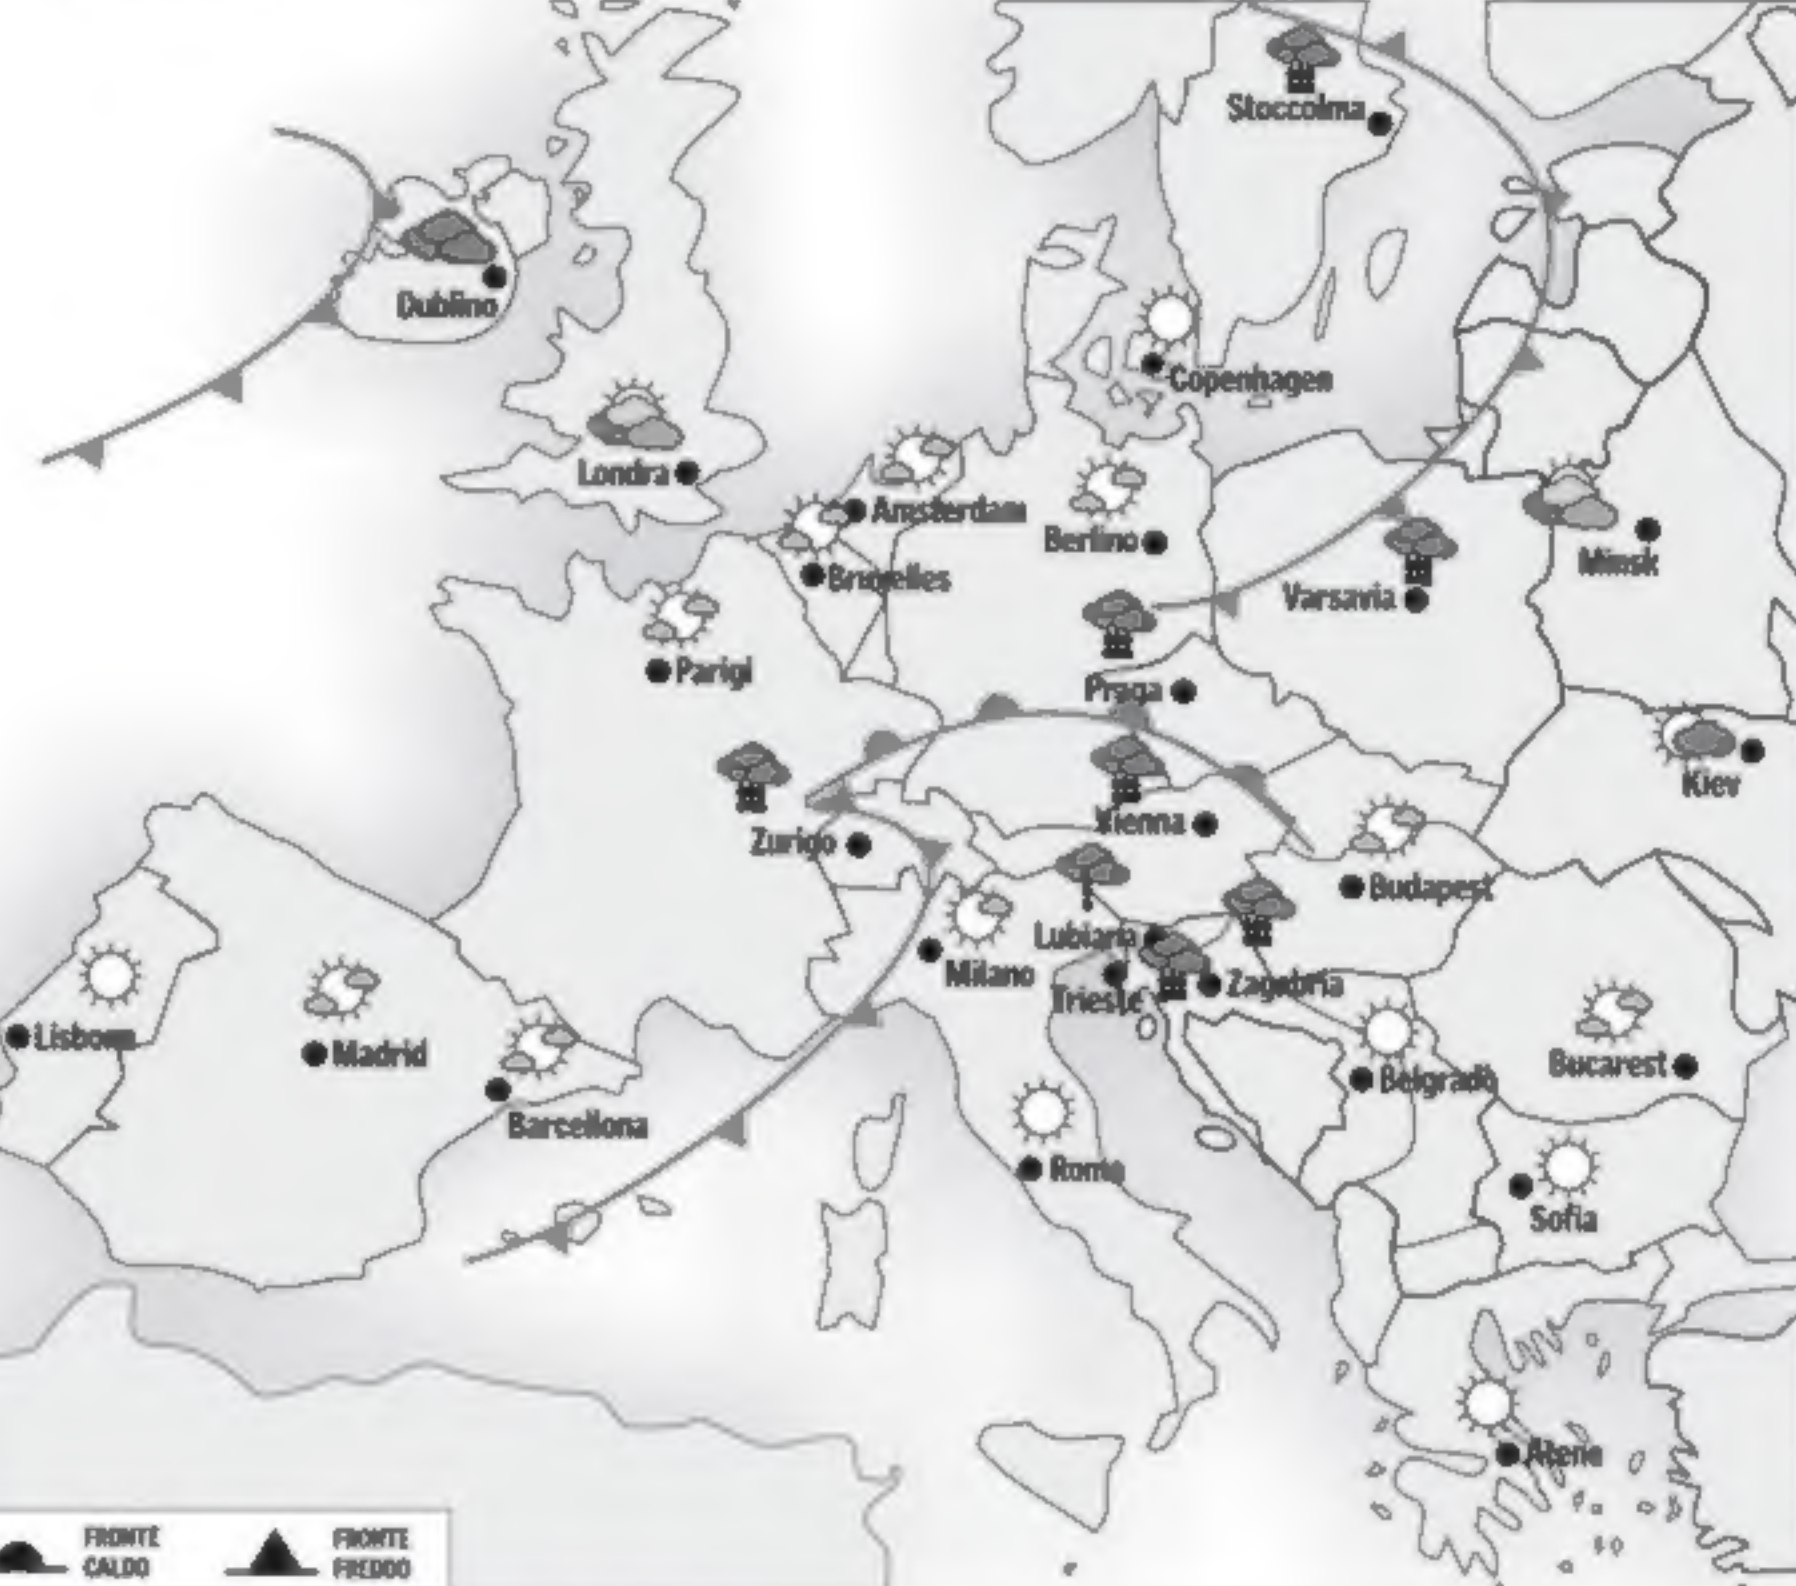 Stoccolma
Dublino
Copenhagen
Londra
Amsterdam
Berlino
Minsk
Bruxelles
Varsavia
Parigi
Praga
Kiev
Vienna
Zurigo
Budapest
Lubiana
Milano
Trieste
Zagabria
Lisbona
Madrid
Belgrado
Bucarest
Barcellona
Roma
Sofia
Atene
FRONTE
CALDO
FRONTE
FREDDO